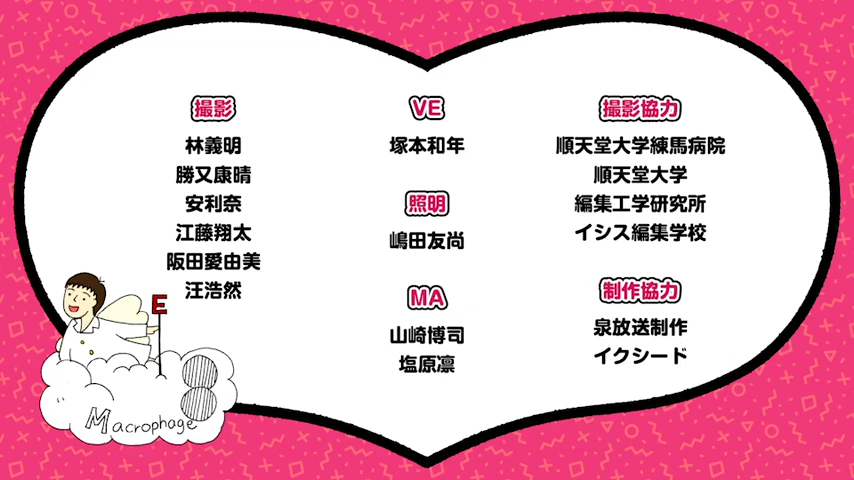 撮影
林義明
勝又康晴
安利奈
江藤翔太
阪田愛由美
汪浩然
VE
塚本和年
照明
嶋田友尚
MA
山崎博司
塩原凛
撮影協力
順天堂大学練馬病院
順天堂大学
編集工学研究所
イシス編集学校
制作協力
泉放送制作
イクシード
E
Macrophage